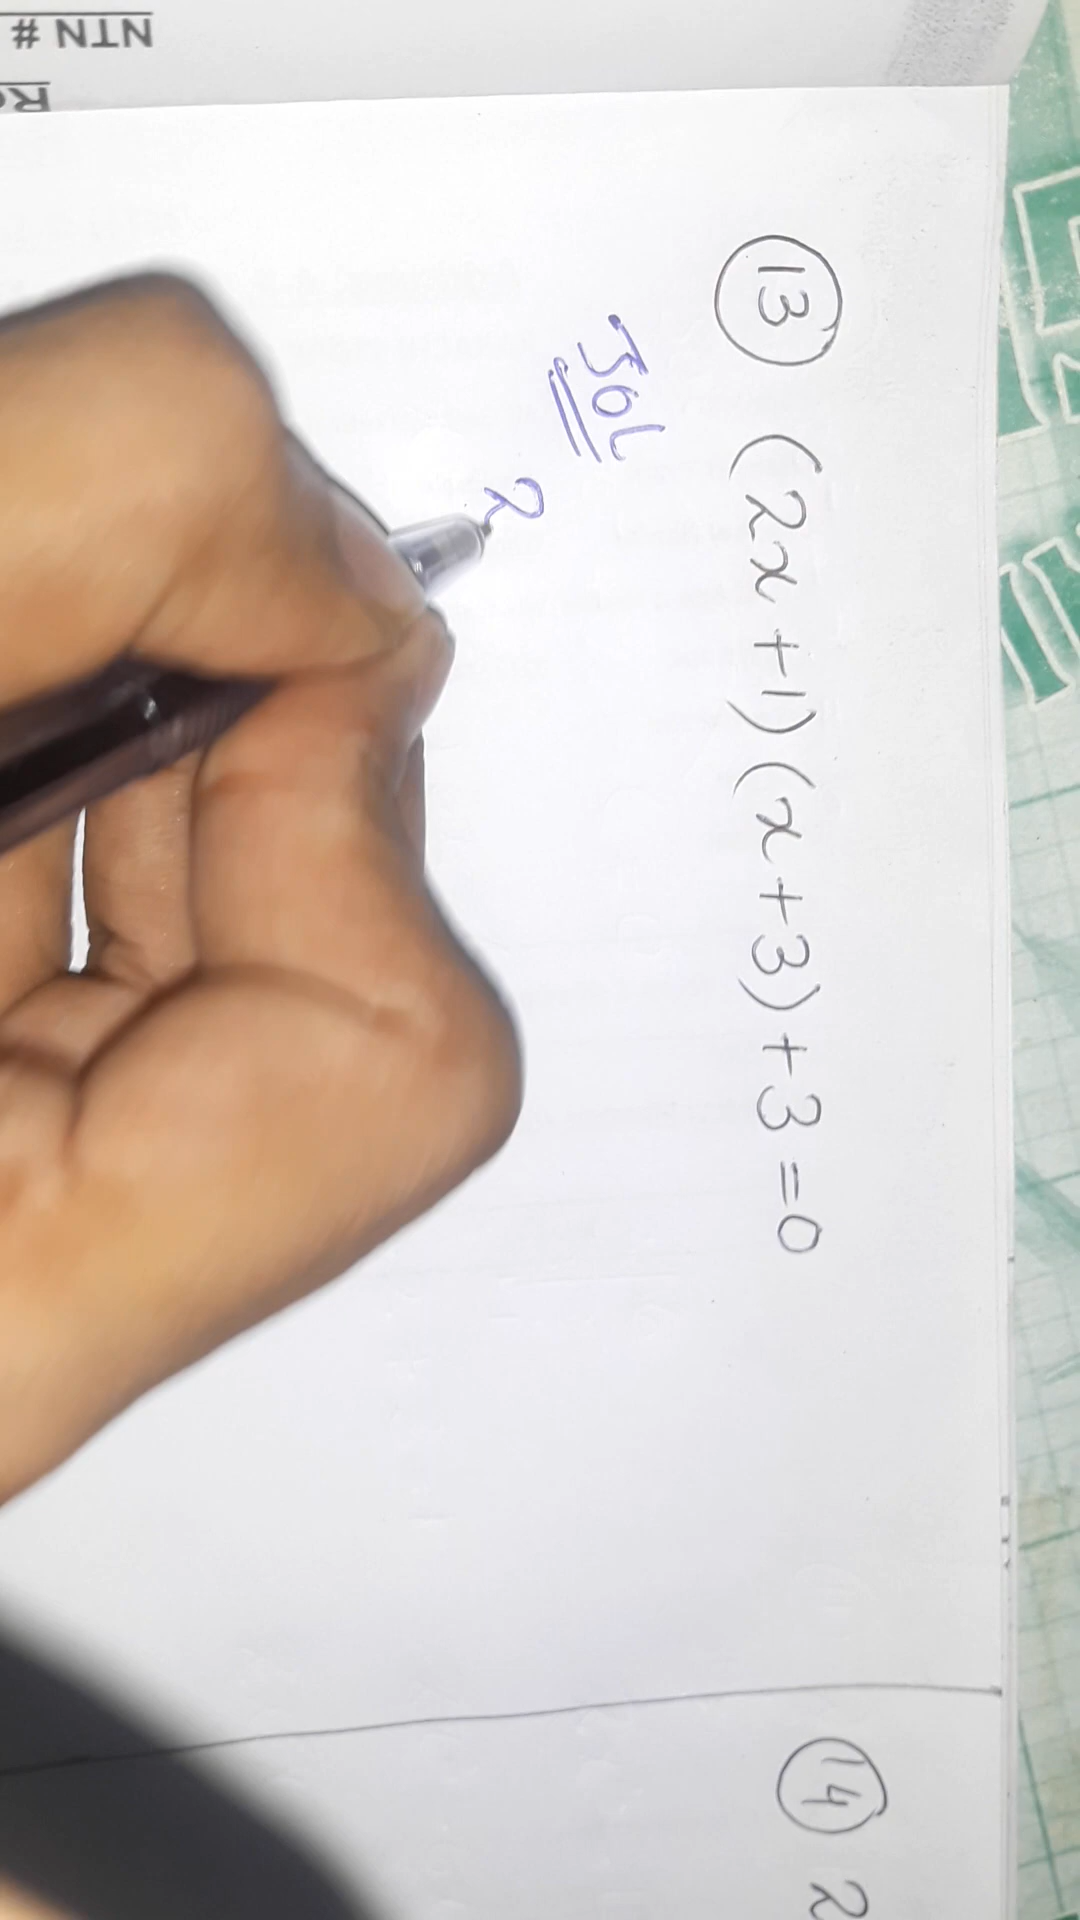 NTN #
(13) (2x+1)(x+3)+3=0
Sol
2
(14) 2